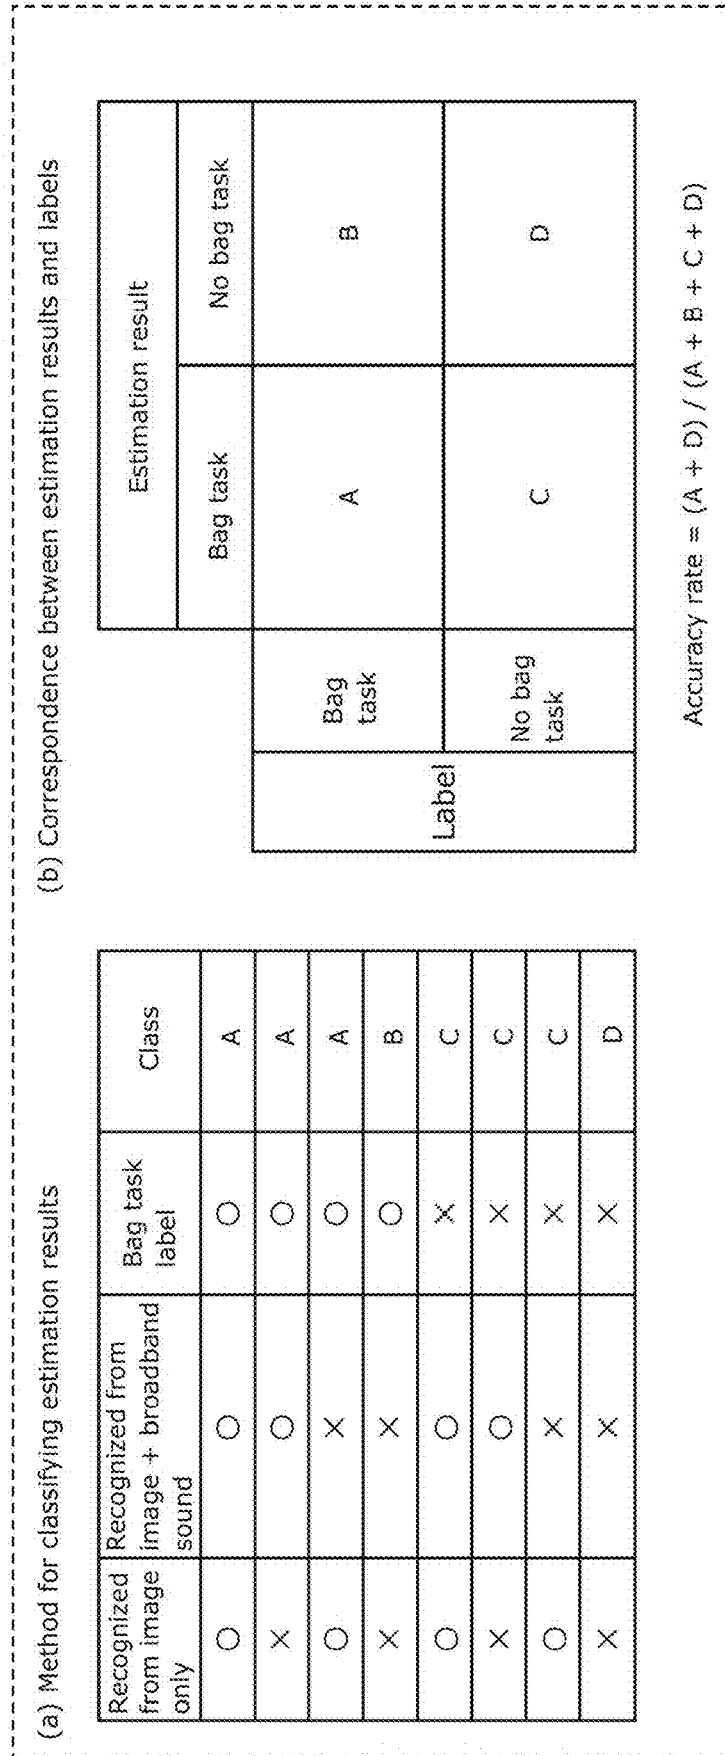 (a) Method for classifying estimation results
Recognized
from image
only
Recognized from
image + broadband
sound
Bag task
label
Class
○ ○ ○ A
× ○ ○ A
○ × ○ A
× × ○ B
○ ○ × C
× ○ × C
○ × × C
× × × D
(b) Correspondence between estimation results and labels
Estimation result
Bag task
No bag task
Label
Bag
task
A
B
No bag
task
C
D
Accuracy rate = (A + D) / (A + B + C + D)